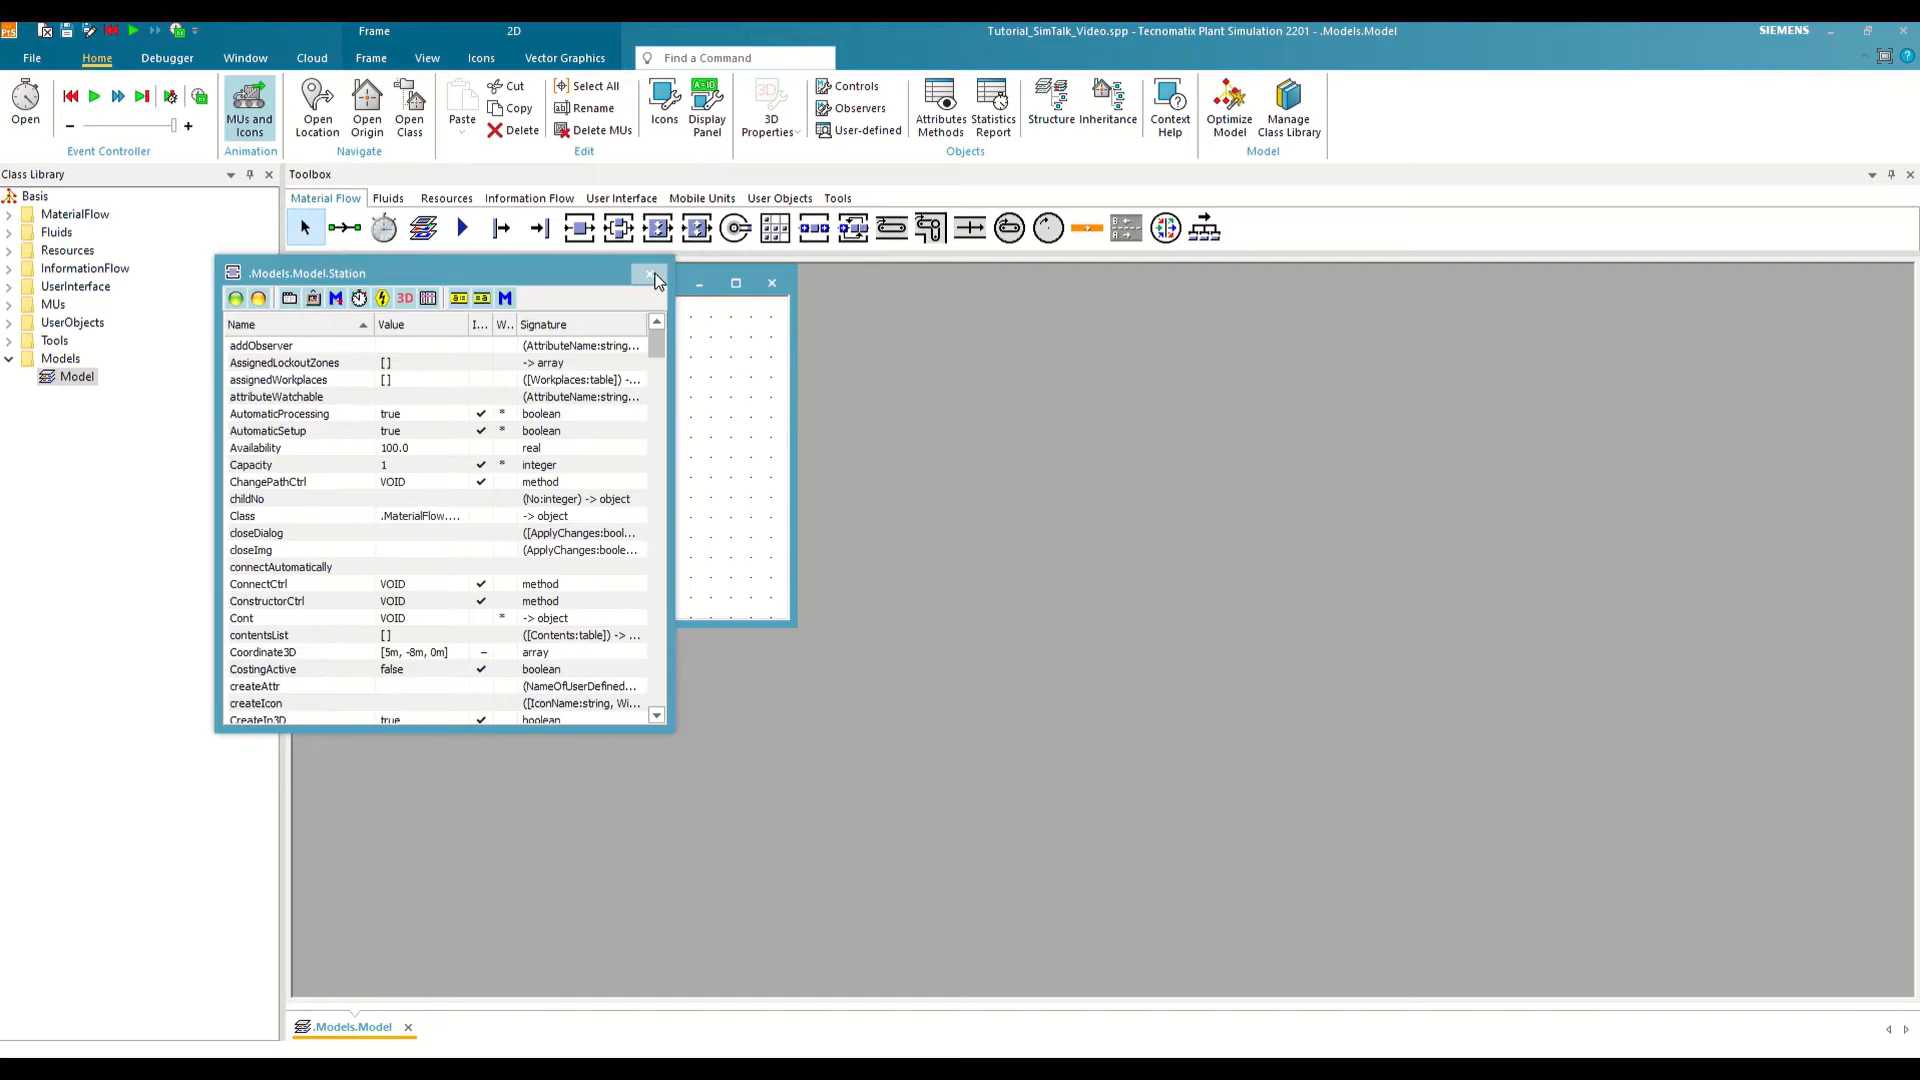 Frame 2D Tutorial_SimTalk_Video.spp - Tecnomatix Plant Simulation 2201 - .Models.Model SIEMENS
File Home Debugger Window Cloud Frame View Icons Vector Graphics Find a Command
Open
MUs and Icons
Open Location
Open Origin
Open Class
Paste
Cut
Copy
Delete
Select All
Rename
Delete MUs
Icons
Display Panel
3D Properties
Controls
Observers
User-defined
Attributes Methods
Statistics Report
Structure
Inheritance
Context Help
Optimize Model
Manage Class Library
Event Controller Animation Navigate Edit Objects Model
Class Library
Toolbox
Basis
MaterialFlow
Fluids
Resources
InformationFlow
UserInterface
MUs
UserObjects
Tools
Models
Model
Material Flow Fluids Resources Information Flow User Interface Mobile Units User Objects Tools
.Models.Model.Station
3D
Name Value I... W.. Signature
addObserver (AttributeName:string...
AssignedLockoutZones [ ] -> array
assignedWorkplaces [ ] ([Workplaces:table]) -...
attributeWatchable (AttributeName:string...
AutomaticProcessing true * boolean
AutomaticSetup true * boolean
Availability 100.0 real
Capacity 1 * integer
ChangePathCtrl VOID method
childNo (No:integer) -> object
Class .MaterialFlow.... -> object
closeDialog ([ApplyChanges:bool...
closeImg (ApplyChanges:boole...
connectAutomatically
ConnectCtrl VOID method
ConstructorCtrl VOID method
Cont VOID * -> object
contentsList [ ] ([Contents:table]) -> ...
Coordinate3D [5m, -8m, 0m] – array
CostingActive false boolean
createAttr (NameOfUserDefined...
createIcon ([IconName:string, Wi...
CreateIn3D true boolean
.Models.Model